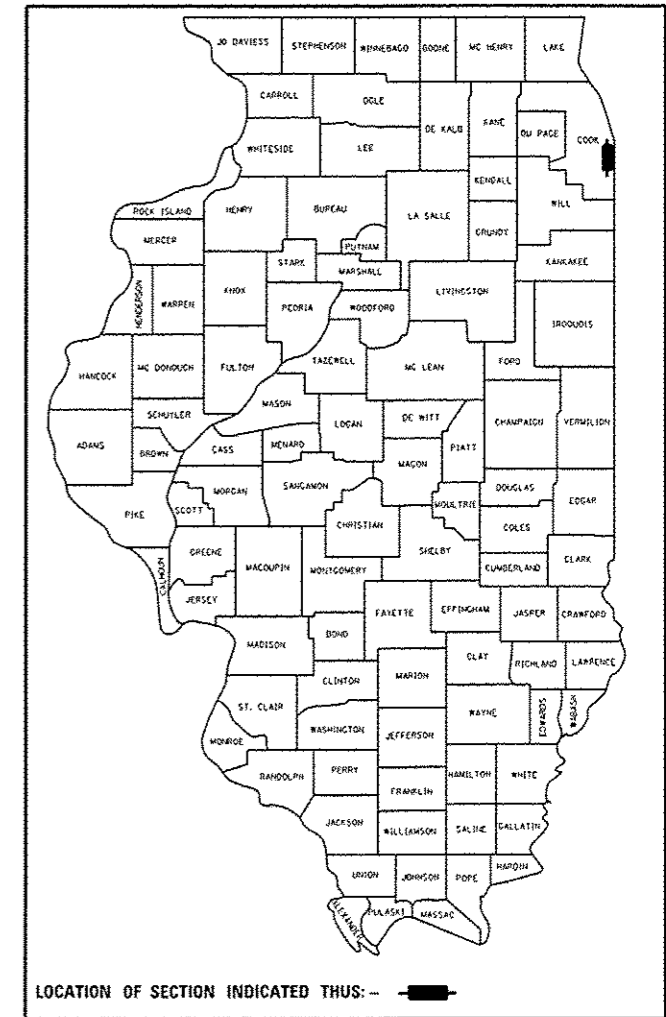 JO DAVIESS STEPHENSON WINNEBAGO BOONE MC HENRY LAKE
CARROLL OGLE DE KALB KANE DU PAGE COOK
WHITESIDE LEE KENDALL WILL
ROCK ISLAND HENRY BUREAU LA SALLE GRUNDY
MERCER PUTNAM KANKAKEE
STARK MARSHALL
HENDERSON WARREN KNOX PEORIA WOODFORD LIVINGSTON IROQUOIS
HANCOCK MC DONOUGH FULTON TAZEWELL MC LEAN FORD
SCHUYLER MASON LOGAN DE WITT CHAMPAIGN VERMILION
ADAMS BROWN CASS MENARD MACON PIATT
PIKE SCOTT MORGAN SANGAMON MOULTRIE DOUGLAS EDGAR
CHRISTIAN COLES
CALHOUN GREENE MACOUPIN MONTGOMERY SHELBY CUMBERLAND CLARK
JERSEY FAYETTE EFFINGHAM JASPER CRAWFORD
MADISON BOND CLAY RICHLAND LAWRENCE
CLINTON MARION
ST. CLAIR WAYNE EDWARDS WABASH
MONROE WASHINGTON JEFFERSON
RANDOLPH PERRY HAMILTON WHITE
FRANKLIN
JACKSON WILLIAMSON SALINE GALLATIN
UNION JOHNSON POPE HARDIN
ALEXANDER PULASKI MASSAC
LOCATION OF SECTION INDICATED THUS: –